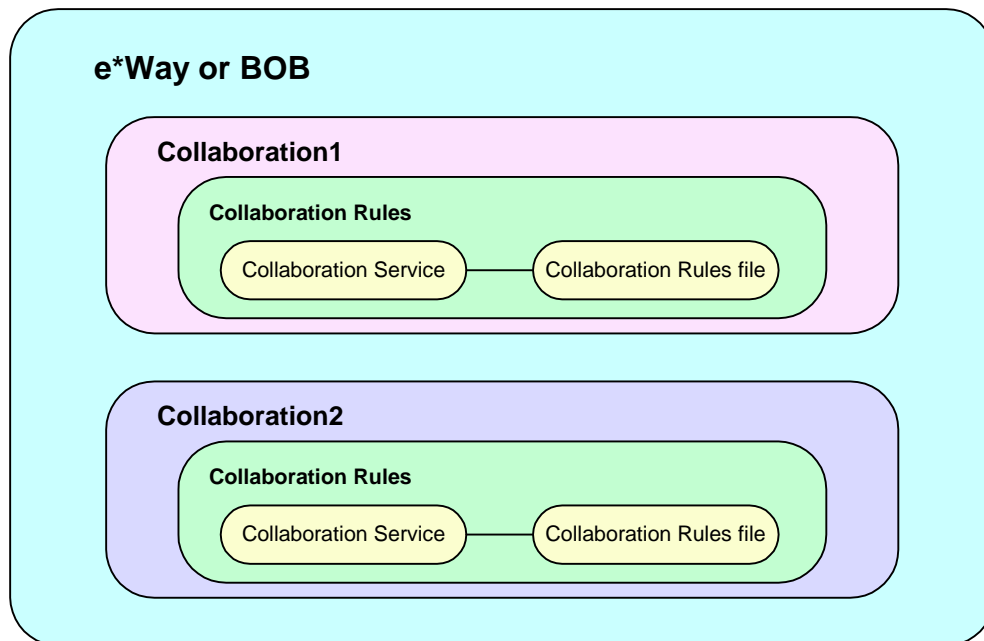 e*Way or BOB
Collaboration1
Collaboration Rules
Collaboration Service
Collaboration Rules file
Collaboration2
Collaboration Rules
Collaboration Service
Collaboration Rules file